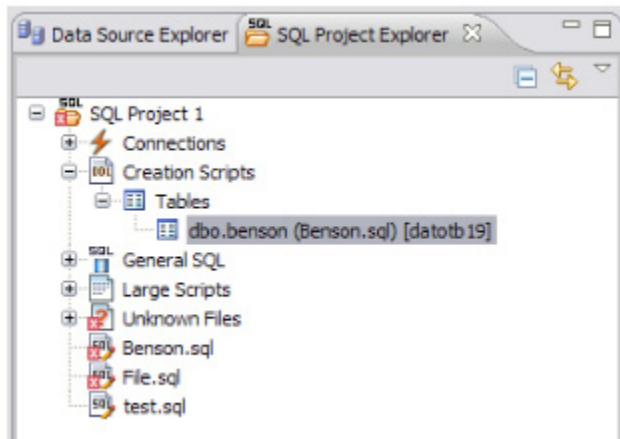 Data Source Explorer SQL Project Explorer
SQL Project 1
Connections
Creation Scripts
Tables
dbo.benson (Benson.sql) [datotb19]
General SQL
Large Scripts
Unknown Files
Benson.sql
File.sql
test.sql